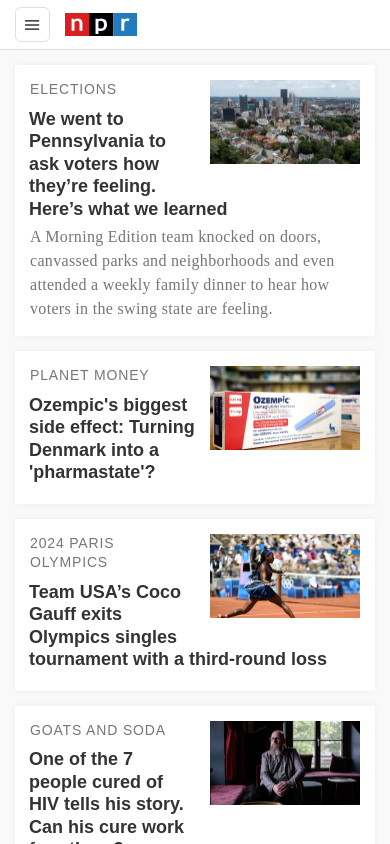 npr
ELECTIONS
We went to
Pennsylvania to
ask voters how
they’re feeling.
Here’s what we learned
A Morning Edition team knocked on doors,
canvassed parks and neighborhoods and even
attended a weekly family dinner to hear how
voters in the swing state are feeling.
PLANET MONEY
Ozempic's biggest
side effect: Turning
Denmark into a
'pharmastate'?
OZEMPIC
2024 PARIS
OLYMPICS
Team USA’s Coco
Gauff exits
Olympics singles
tournament with a third-round loss
GOATS AND SODA
One of the 7
people cured of
HIV tells his story.
Can his cure work